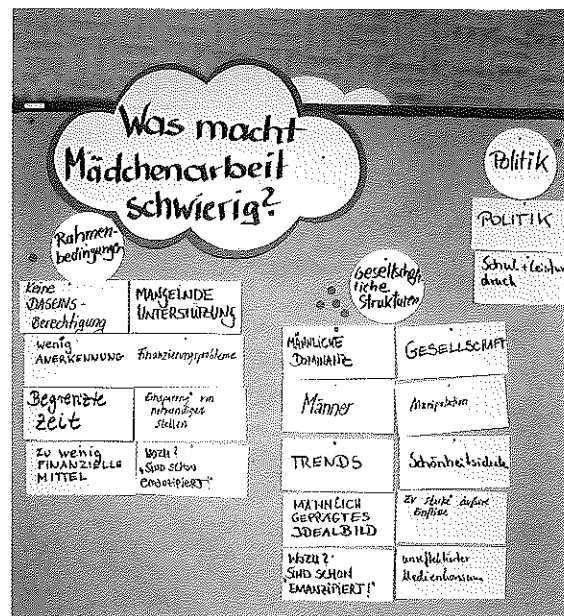 Was macht
Mädchenarbeit
schwierig?
Rahmen-
bedingungen
Keine
DASEINS-
Berechtigung
MANGELNDE
UNTERSTÜTZUNG
wenig
ANERKENNUNG
Finanzierungsprobleme
Begrenzte
Zeit
Einsparung von
notwendigen
Stellen
ZU WENIG
FINANZIELLE
MITTEL
WOZU?
„SIND SCHON
EMANZIPIERT!"
Gesellschaft-
liche
Strukturen
MÄNNLICHE
DOMINANZ
GESELLSCHAFT
Männer
Manipulation
TRENDS
Schönheitsideale
MÄNNLICH
GEPRÄGTES
IDEALBILD
ZU starke äußere
Einflüsse
WOZU?
„SIND SCHON
EMANZIPIERT!"
unreflektierter
Medienkonsum
Politik
POLITIK
Schul + Leistungs
druck